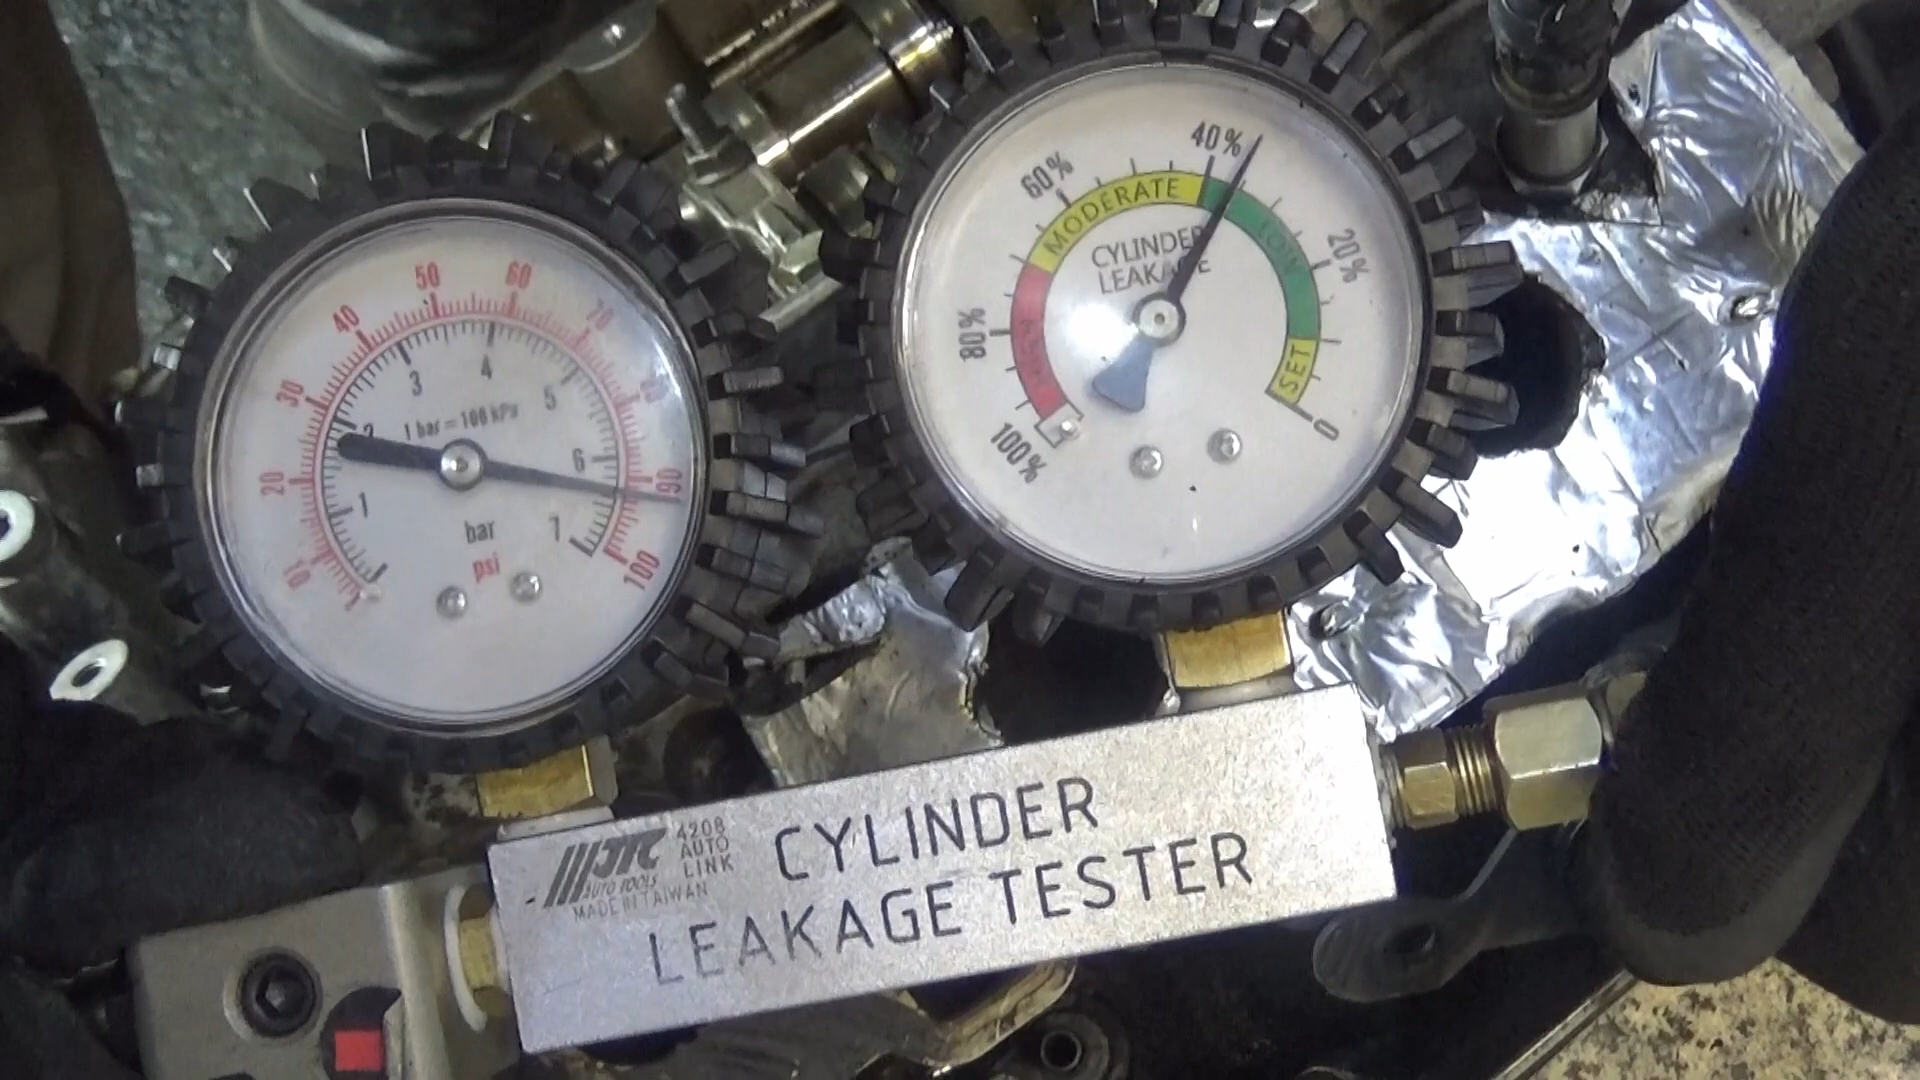 50
60
40
70
30
3
4
5
2
1 bar = 100 kPa
6
20
90
1
bar
7
psi
10
100
40%
60%
MODERATE
20%
LOW
CYLINDER
LEAKAGE
80%
SET
0
100%
JTC
AUTO TOOLS
MADE IN TAIWAN
4208
AUTO
LINK
CYLINDER
LEAKAGE TESTER